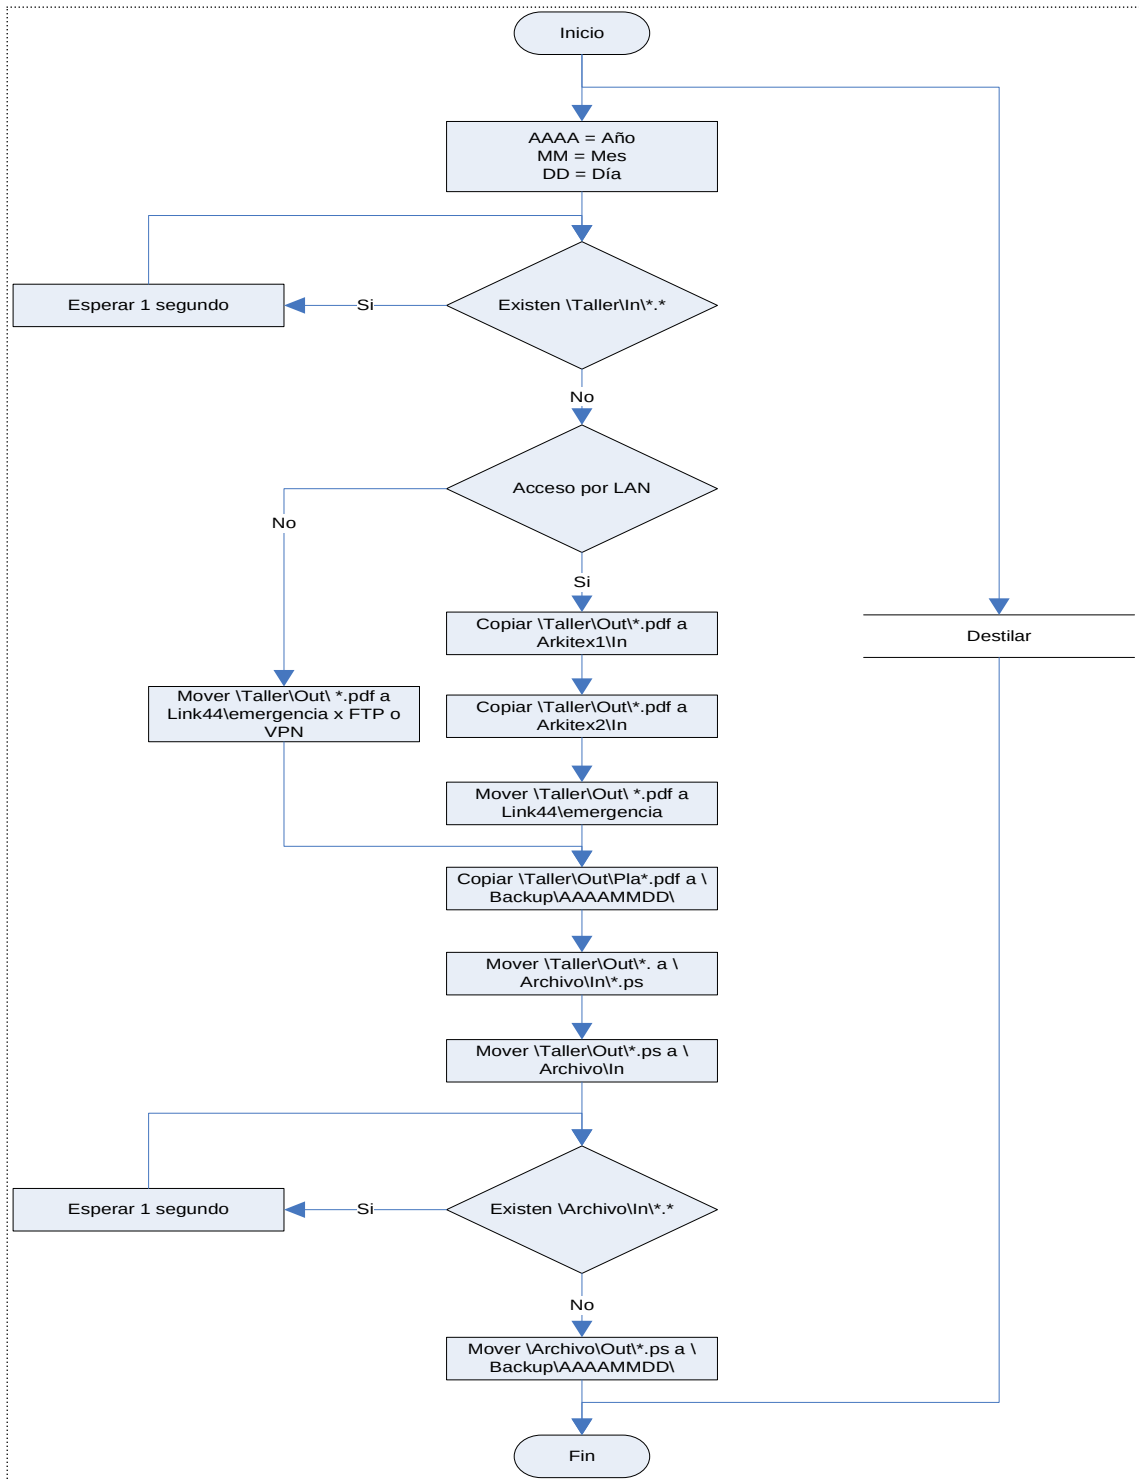 Inicio
AAAA = Año
MM = Mes
DD = Día
Esperar 1 segundo
Si
Existen \Taller\In\*.*
No
Acceso por LAN
No
Si
Copiar \Taller\Out\*.pdf a
Arkitex1\In
Destilar
Mover \Taller\Out\ *.pdf a
Link44\emergencia x FTP o
VPN
Copiar \Taller\Out\*.pdf a
Arkitex2\In
Mover \Taller\Out\ *.pdf a
Link44\emergencia
Copiar \Taller\Out\Pla*.pdf a \
Backup\AAAAMMDD\
Mover \Taller\Out\*. a \
Archivo\In\*.ps
Mover \Taller\Out\*.ps a \
Archivo\In
Esperar 1 segundo
Si
Existen \Archivo\In\*.*
No
Mover \Archivo\Out\*.ps a \
Backup\AAAAMMDD\
Fin